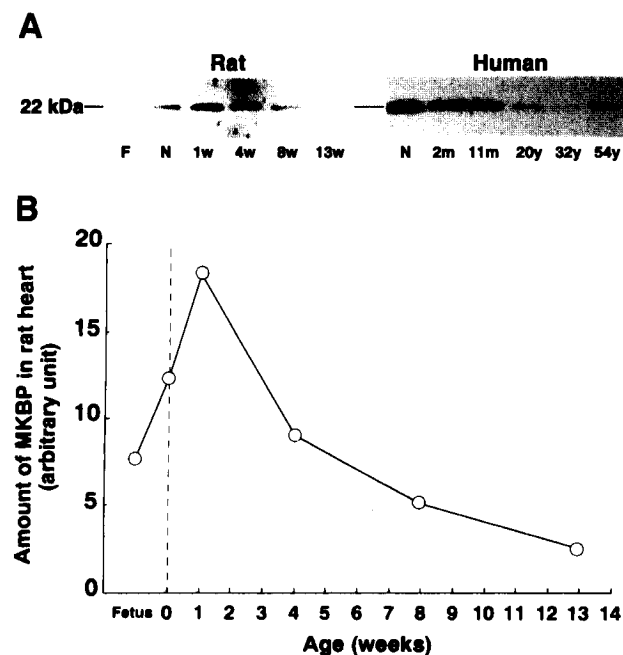 A
Rat Human
22 kDa
F N 1w 4w 8w 13w N 2m 11m 20y 32y 54y
B
Amount of MKBP in rat heart
(arbitrary unit)
20
15
10
5
0
Fetus 0 1 2 3 4 5 6 7 8 9 10 11 12 13 14
Age (weeks)